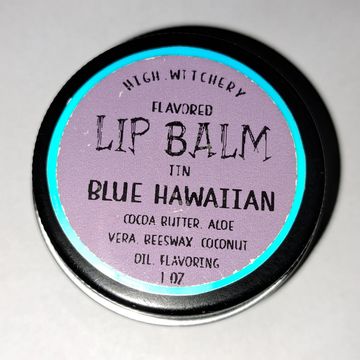 HIGH WITCHERY
FLAVORED
LIP BALM
TIN
BLUE HAWAIIAN
COCOA BUTTER, ALOE
VERA, BEESWAX, COCONUT
OIL, FLAVORING
1 OZ